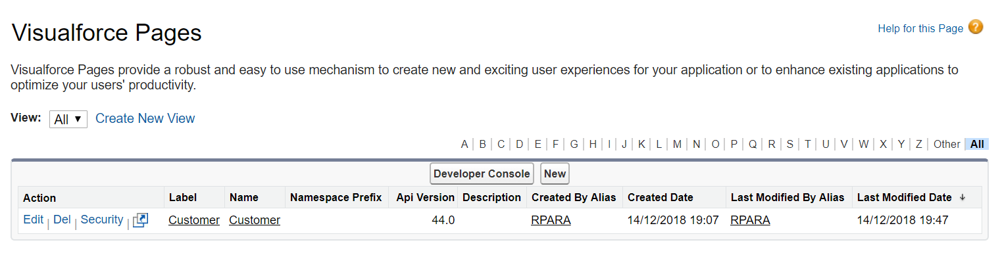 Visualforce Pages
Help for this Page ?
Visualforce Pages provide a robust and easy to use mechanism to create new and exciting user experiences for your application or to enhance existing applications to
optimize your users' productivity.
View: All ▼ Create New View
A | B | C | D | E | F | G | H | I | J | K | L | M | N | O | P | Q | R | S | T | U | V | W | X | Y | Z | Other | All
Developer Console New
Action Label Name Namespace Prefix Api Version Description Created By Alias Created Date Last Modified By Alias Last Modified Date ↓
Edit | Del | Security | Customer Customer 44.0 RPARA 14/12/2018 19:07 RPARA 14/12/2018 19:47